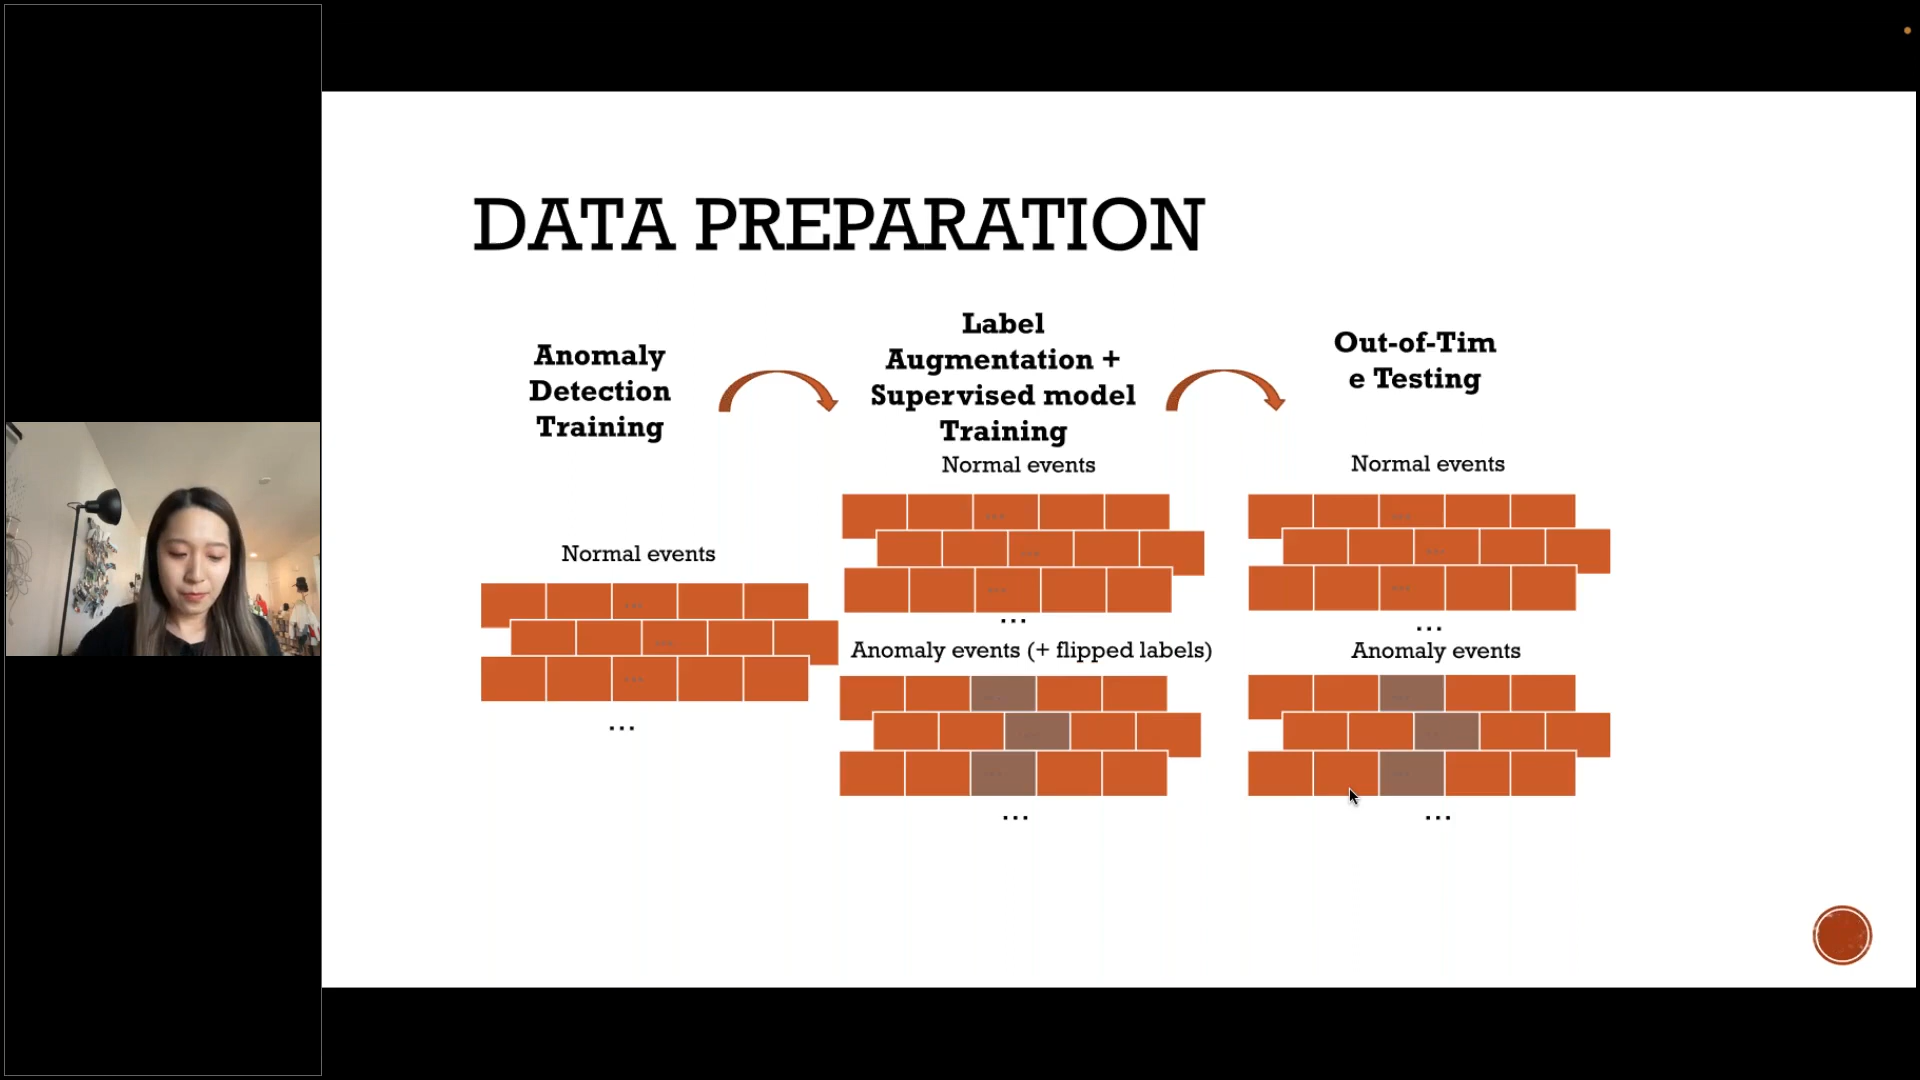 DATA PREPARATION
Anomaly
Detection
Training
Label
Augmentation +
Supervised model
Training
Out-of-Tim
e Testing
Normal events
...
Normal events
...
Anomaly events (+ flipped labels)
...
Normal events
...
Anomaly events
...